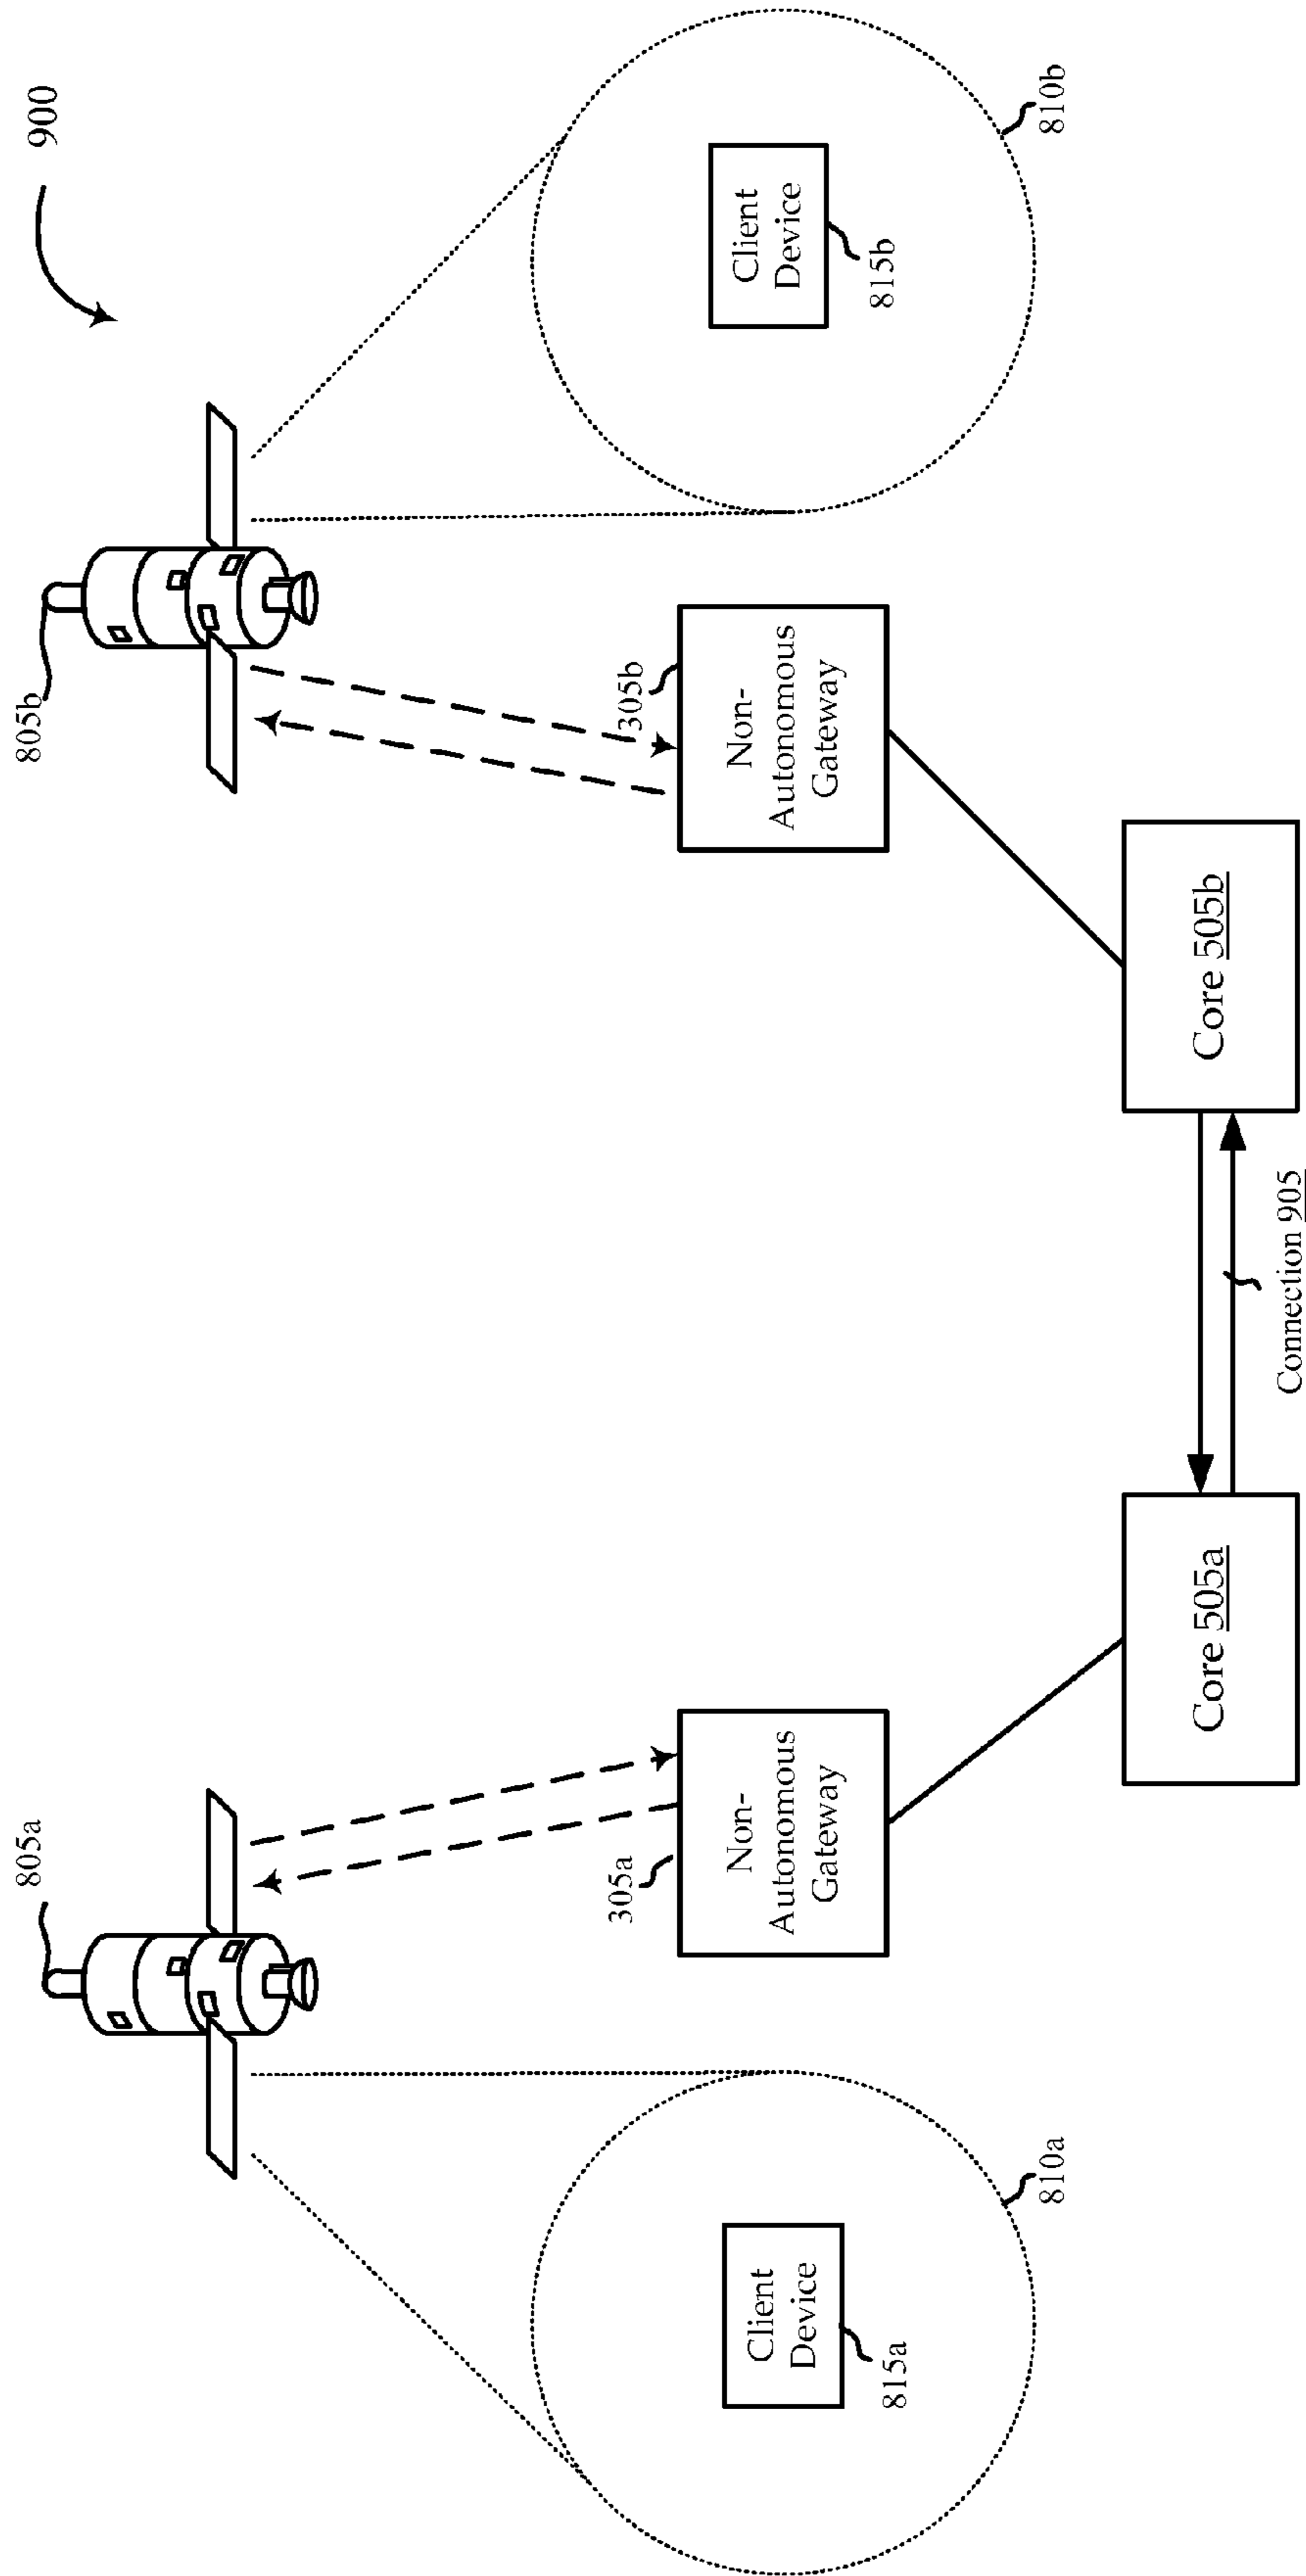 900
805a
805b
305a
Non-
Autonomous
Gateway
305b
Non-
Autonomous
Gateway
Client
Device
815a
810a
Client
Device
815b
810b
Core 505a
Core 505b
Connection 905